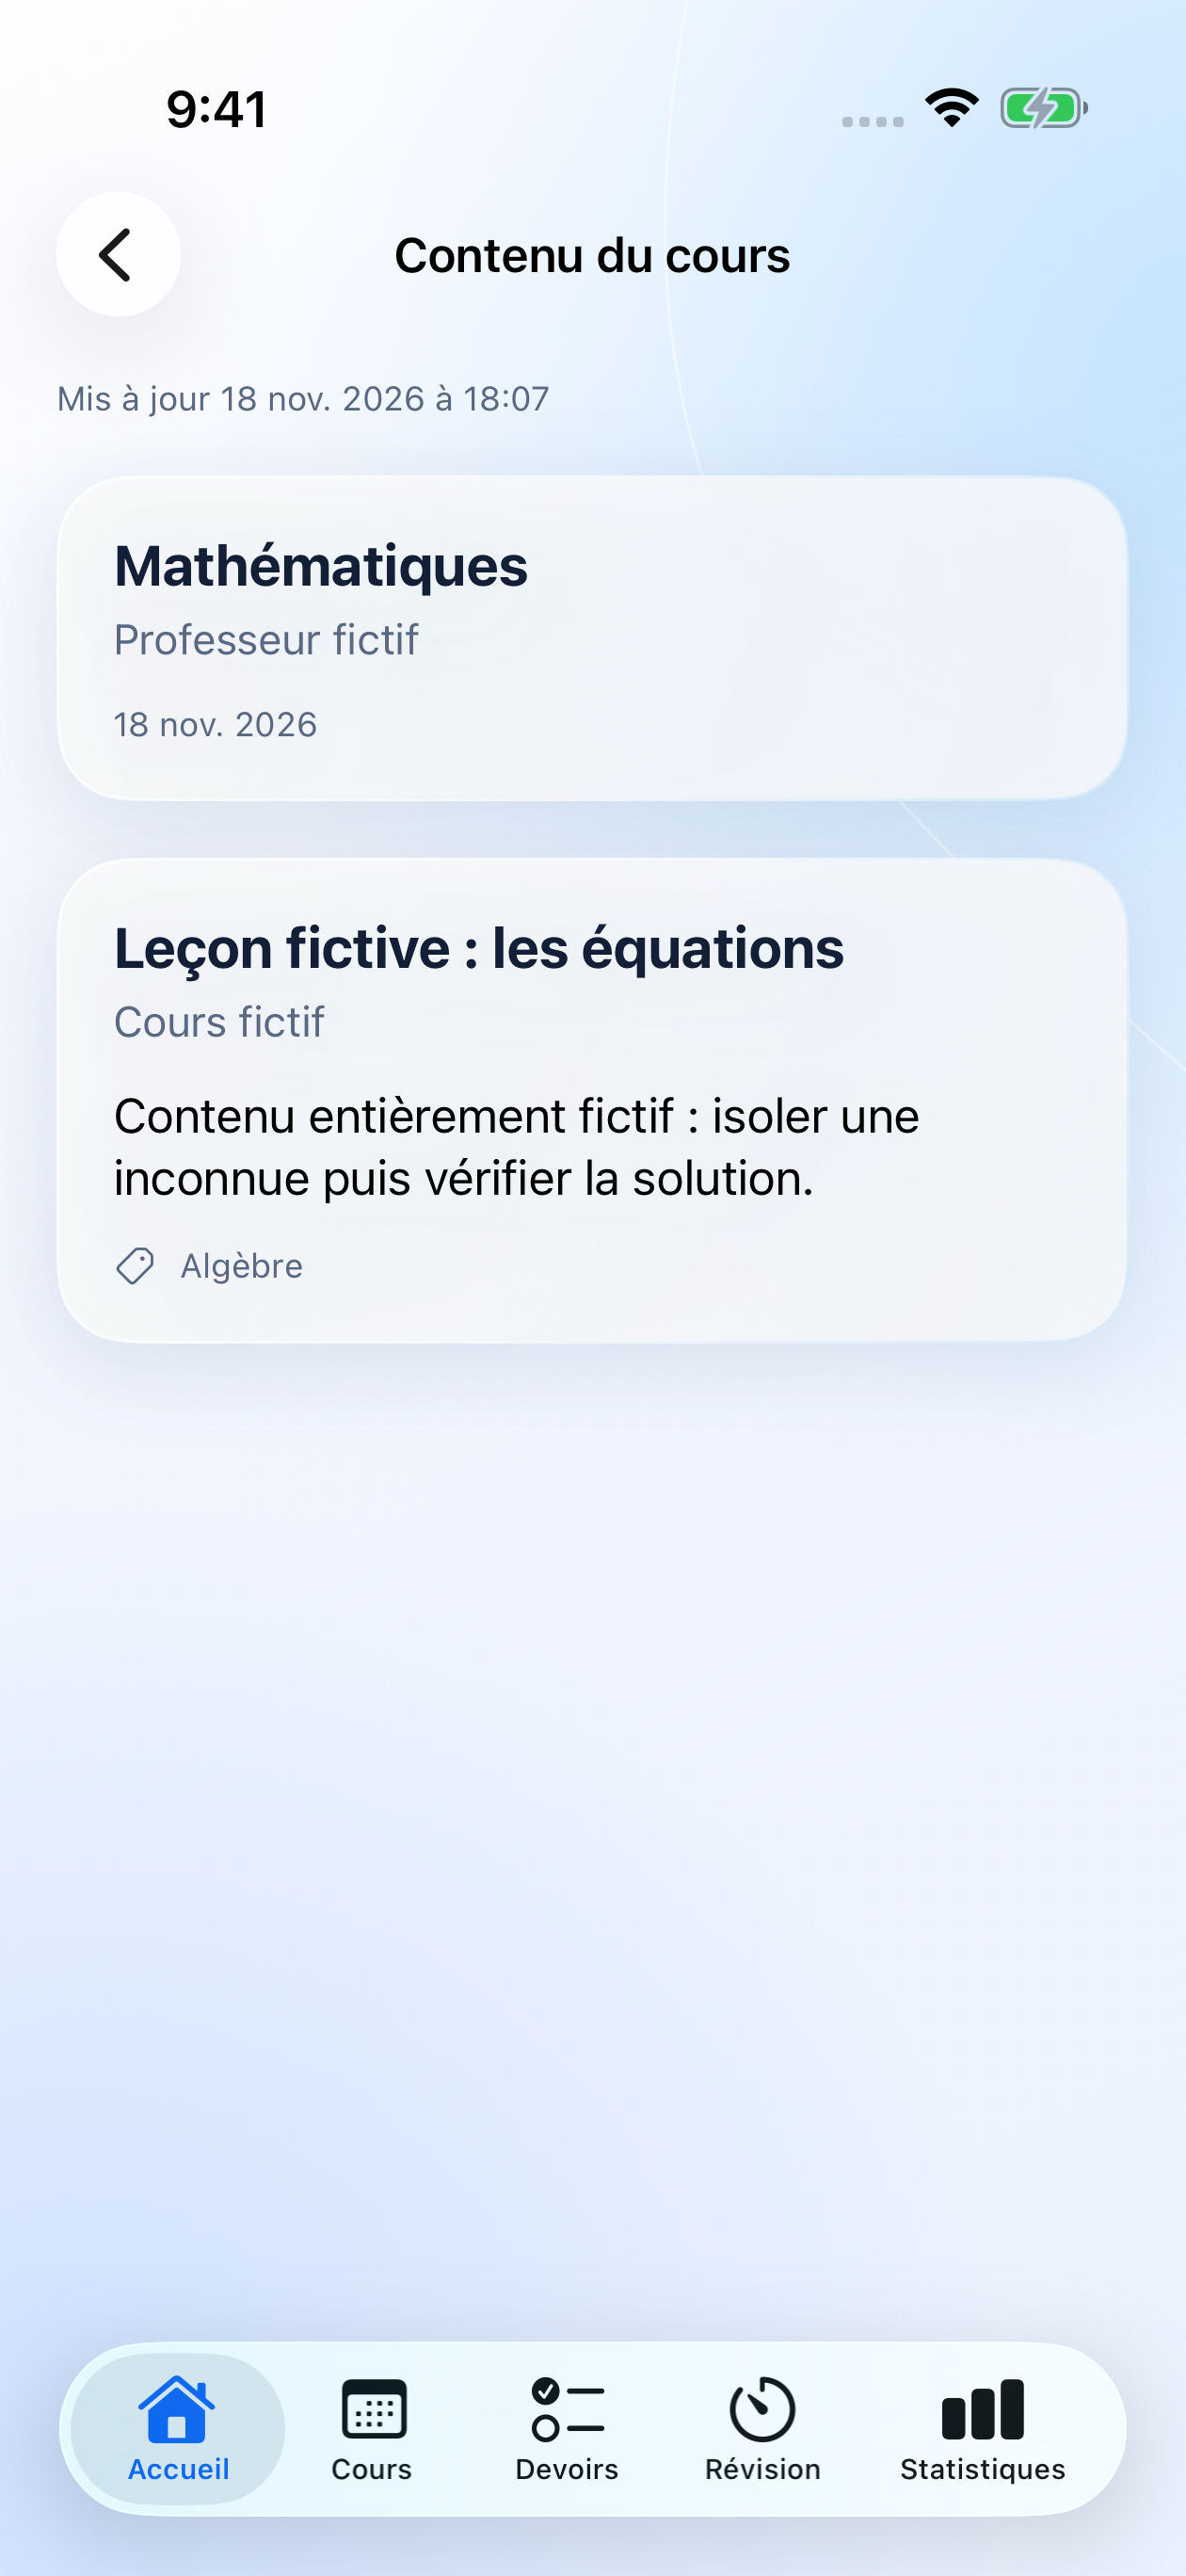 9:41
Contenu du cours
Mis à jour 18 nov. 2026 à 18:07
Mathématiques
Professeur fictif
18 nov. 2026
Leçon fictive : les équations
Cours fictif
Contenu entièrement fictif : isoler une
inconnue puis vérifier la solution.
Algèbre
Accueil
Cours
Devoirs
Révision
Statistiques